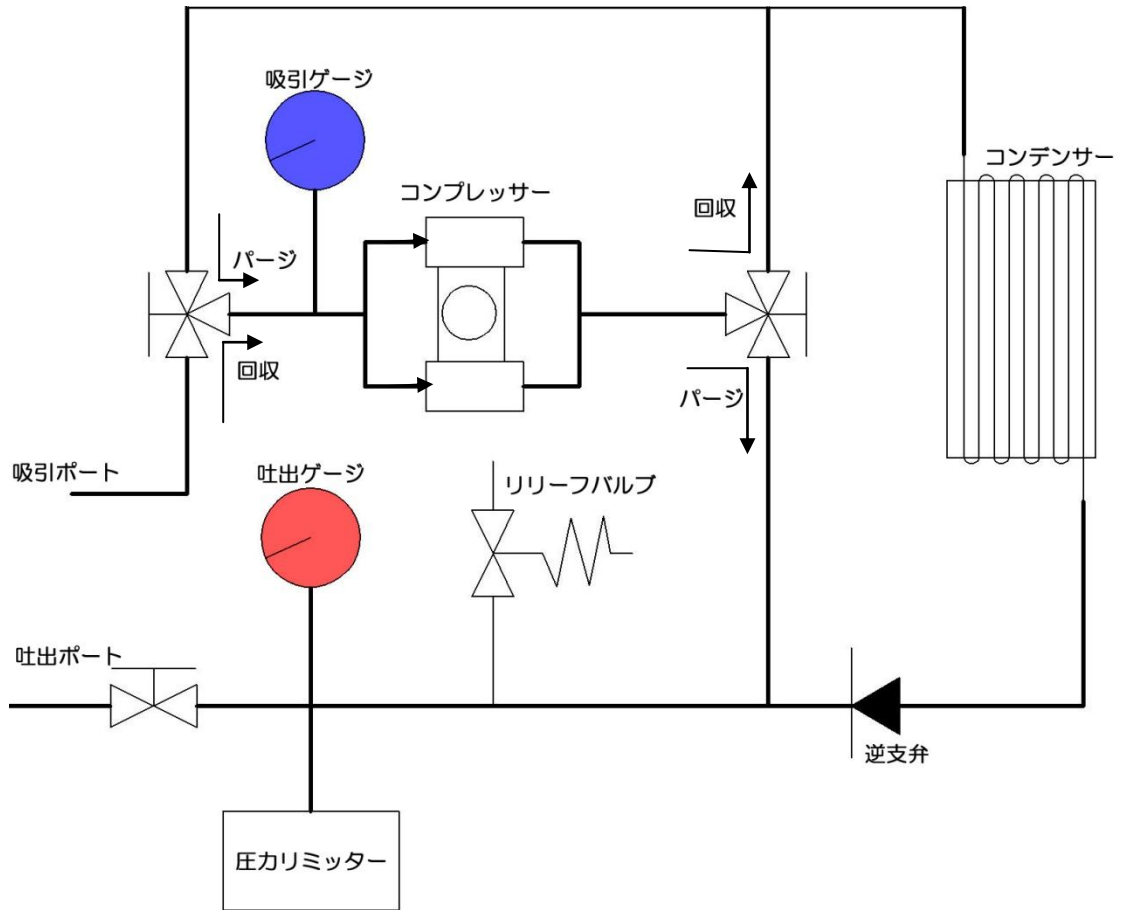 吸引ゲージ
コンプレッサー
コンデンサー
回収
パージ
回収
パージ
吸引ポート
吐出ゲージ
リリーフバルブ
吐出ポート
逆支弁
圧力リミッター